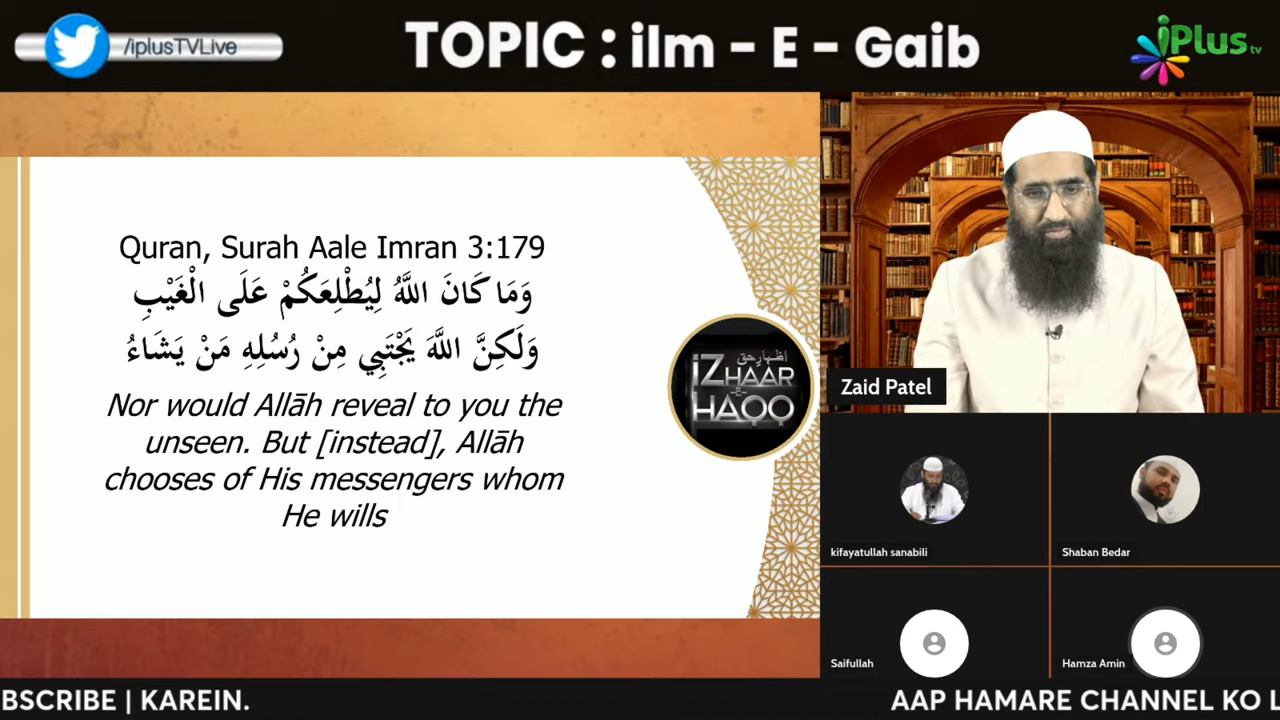 /iplusTVLive
TOPIC : ilm – E – Gaib
iPlus tv
Quran, Surah Aale Imran 3:179
وَمَا كَانَ اللَّهُ لِيُطْلِعَكُمْ عَلَى الْغَيْبِ
وَلَكِنَّ اللَّهَ يَجْتَبِي مِنْ رُسُلِهِ مَنْ يَشَاءُ
Nor would Allāh reveal to you the
unseen. But [instead], Allāh
chooses of His messengers whom
He wills
اظہارِ حق
iZHAAR
-E-
HAQQ
Zaid Patel
kifayatullah sanabili
Shaban Bedar
Saifullah
Hamza Amin
BSCRIBE | KAREIN.
AAP HAMARE CHANNEL KO L